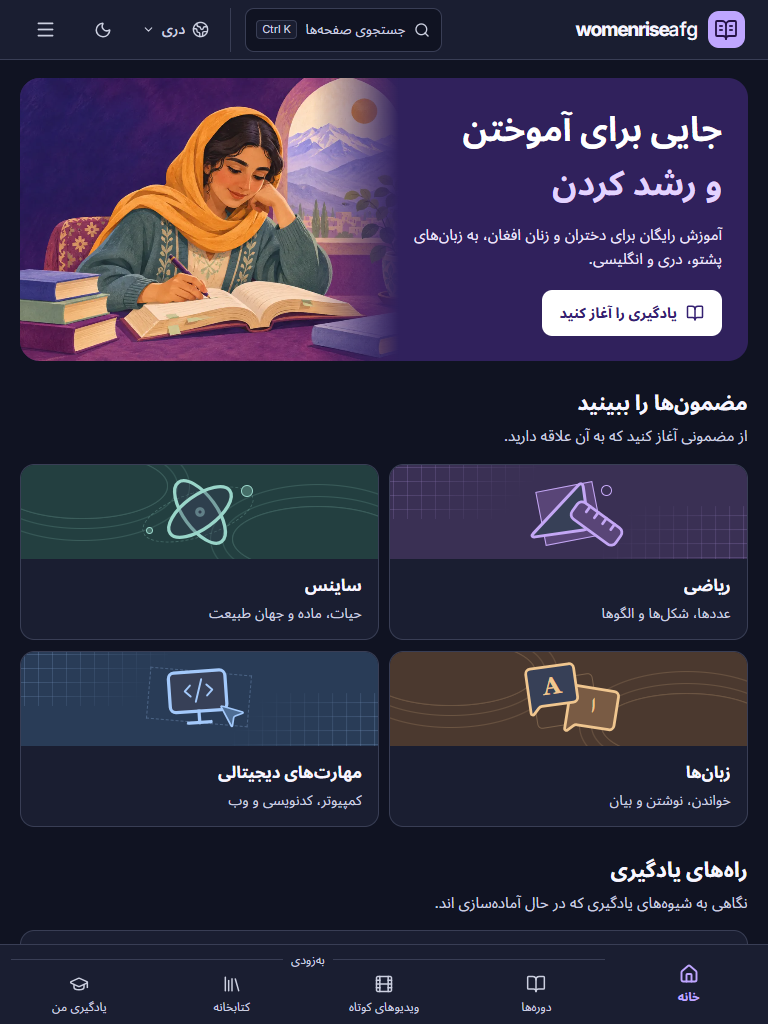 womenriseafg
جستجوی صفحه‌ها Ctrl K
دری
جایی برای آموختن
و رشد کردن
آموزش رایگان برای دختران و زنان افغان، به زبان‌های
پشتو، دری و انگلیسی.
یادگیری را آغاز کنید
مضمون‌ها را ببینید
از مضمونی آغاز کنید که به آن علاقه دارید.
ریاضی
عددها، شکل‌ها و الگوها
ساینس
حیات، ماده و جهان طبیعت
A
ا
زبان‌ها
خواندن، نوشتن و بیان
</>
مهارت‌های دیجیتالی
کمپیوتر، کدنویسی و وب
راه‌های یادگیری
نگاهی به شیوه‌های یادگیری که در حال آماده‌سازی اند.
خانه
به‌زودی
دوره‌ها
ویدیوهای کوتاه
کتابخانه
یادگیری من